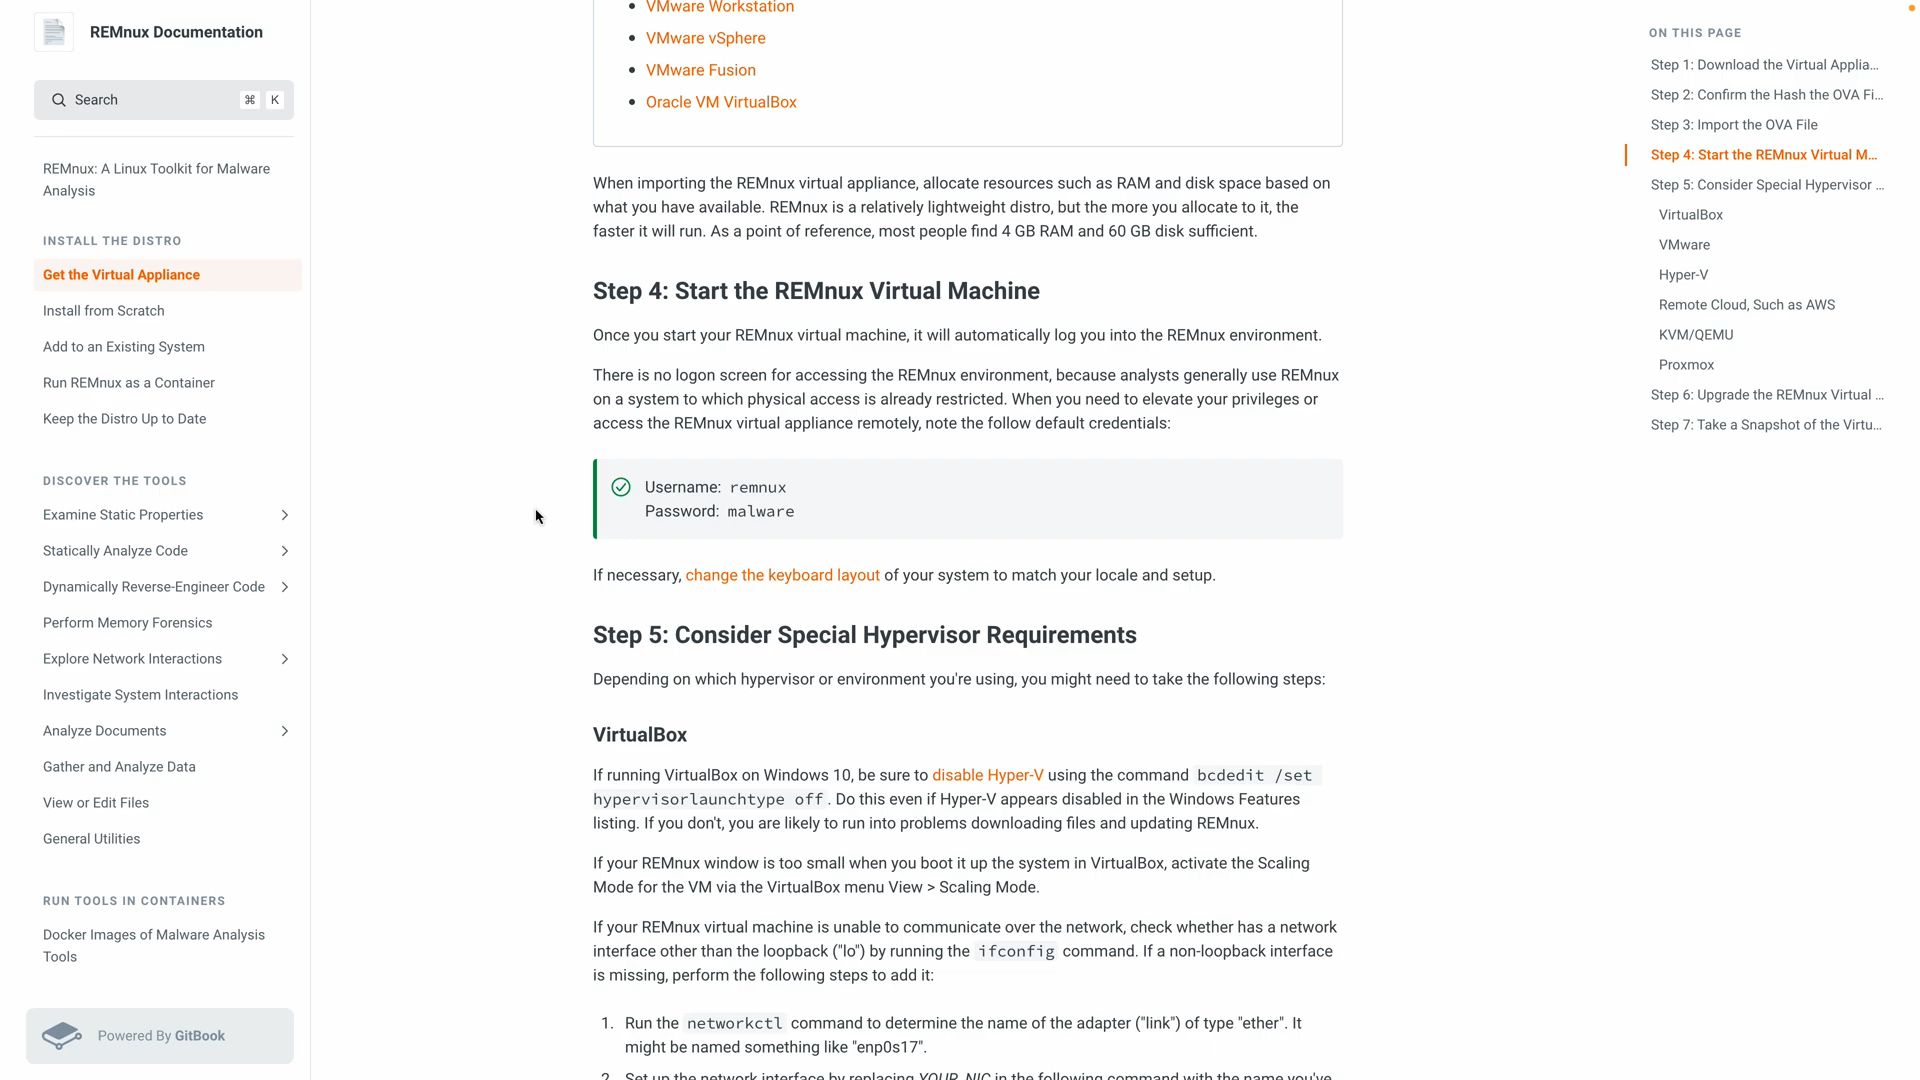 REMnux Documentation
Search
⌘ K
REMnux: A Linux Toolkit for Malware
Analysis
INSTALL THE DISTRO
Get the Virtual Appliance
Install from Scratch
Add to an Existing System
Run REMnux as a Container
Keep the Distro Up to Date
DISCOVER THE TOOLS
Examine Static Properties
Statically Analyze Code
Dynamically Reverse-Engineer Code
Perform Memory Forensics
Explore Network Interactions
Investigate System Interactions
Analyze Documents
Gather and Analyze Data
View or Edit Files
General Utilities
RUN TOOLS IN CONTAINERS
Docker Images of Malware Analysis
Tools
Powered By GitBook
VMware Workstation
VMware vSphere
VMware Fusion
Oracle VM VirtualBox
When importing the REMnux virtual appliance, allocate resources such as RAM and disk space based on
what you have available. REMnux is a relatively lightweight distro, but the more you allocate to it, the
faster it will run. As a point of reference, most people find 4 GB RAM and 60 GB disk sufficient.
Step 4: Start the REMnux Virtual Machine
Once you start your REMnux virtual machine, it will automatically log you into the REMnux environment.
There is no logon screen for accessing the REMnux environment, because analysts generally use REMnux
on a system to which physical access is already restricted. When you need to elevate your privileges or
access the REMnux virtual appliance remotely, note the follow default credentials:
Username: remnux
Password: malware
If necessary, change the keyboard layout of your system to match your locale and setup.
Step 5: Consider Special Hypervisor Requirements
Depending on which hypervisor or environment you're using, you might need to take the following steps:
VirtualBox
If running VirtualBox on Windows 10, be sure to disable Hyper-V using the command bcdedit /set
hypervisorlaunchtype off. Do this even if Hyper-V appears disabled in the Windows Features
listing. If you don't, you are likely to run into problems downloading files and updating REMnux.
If your REMnux window is too small when you boot it up the system in VirtualBox, activate the Scaling
Mode for the VM via the VirtualBox menu View > Scaling Mode.
If your REMnux virtual machine is unable to communicate over the network, check whether has a network
interface other than the loopback ("lo") by running the ifconfig command. If a non-loopback interface
is missing, perform the following steps to add it:
1. Run the networkctl command to determine the name of the adapter ("link") of type "ether". It
might be named something like "enp0s17".
2. Set up the network interface by replacing YOUR_NIC in the following command with the name you've
ON THIS PAGE
Step 1: Download the Virtual Applia...
Step 2: Confirm the Hash the OVA Fi...
Step 3: Import the OVA File
Step 4: Start the REMnux Virtual M...
Step 5: Consider Special Hypervisor ...
VirtualBox
VMware
Hyper-V
Remote Cloud, Such as AWS
KVM/QEMU
Proxmox
Step 6: Upgrade the REMnux Virtual ...
Step 7: Take a Snapshot of the Virtu...